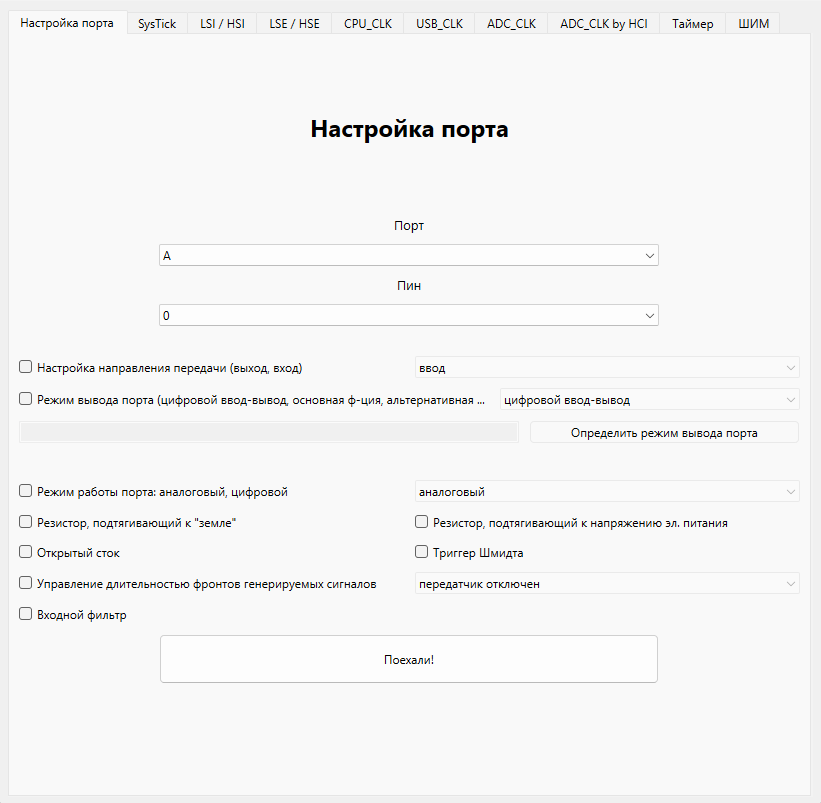 Настройка порта SysTick LSI / HSI LSE / HSE CPU_CLK USB_CLK ADC_CLK ADC_CLK by HCI Таймер ШИМ
Настройка порта
Порт
A
Пин
0
Настройка направления передачи (выход, вход) ввод
Режим вывода порта (цифровой ввод-вывод, основная ф-ция, альтернативная ... цифровой ввод-вывод
Определить режим вывода порта
Режим работы порта: аналоговый, цифровой аналоговый
Резистор, подтягивающий к "земле" Резистор, подтягивающий к напряжению эл. питания
Открытый сток Триггер Шмидта
Управление длительностью фронтов генерируемых сигналов передатчик отключен
Входной фильтр
Поехали!